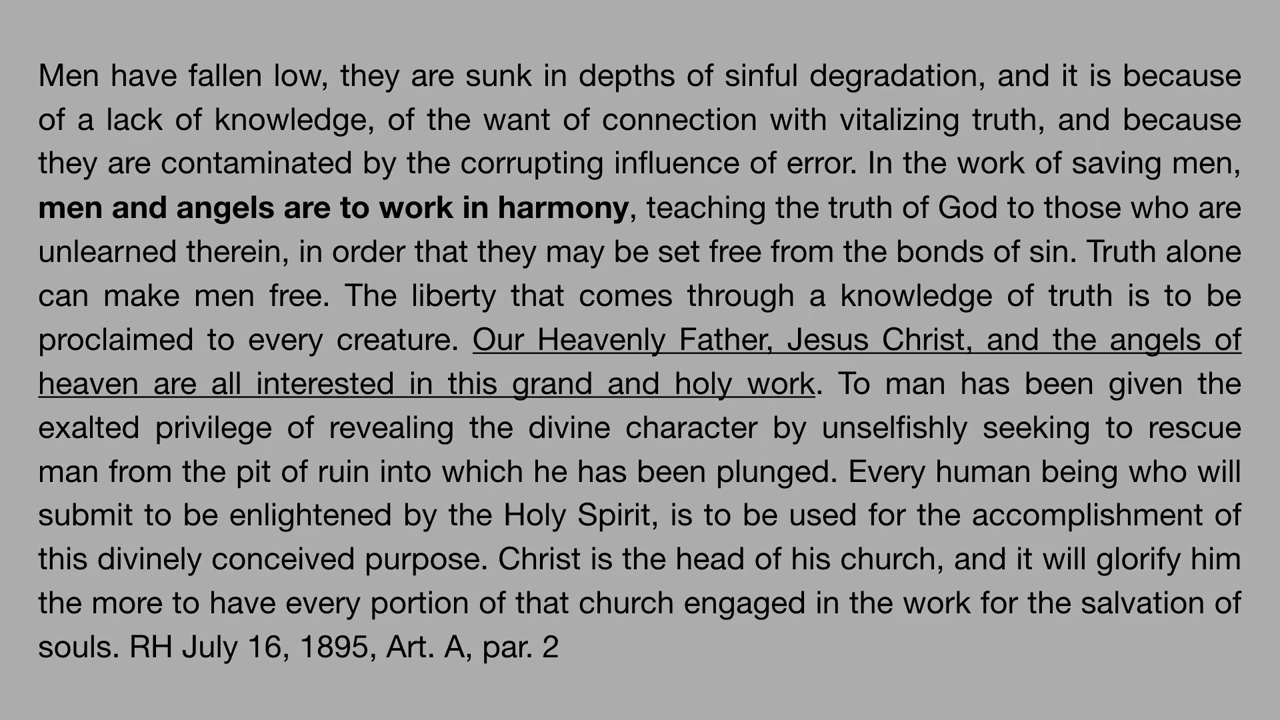 Men have fallen low, they are sunk in depths of sinful degradation, and it is because
of a lack of knowledge, of the want of connection with vitalizing truth, and because
they are contaminated by the corrupting influence of error. In the work of saving men,
men and angels are to work in harmony, teaching the truth of God to those who are
unlearned therein, in order that they may be set free from the bonds of sin. Truth alone
can make men free. The liberty that comes through a knowledge of truth is to be
proclaimed to every creature. Our Heavenly Father, Jesus Christ, and the angels of
heaven are all interested in this grand and holy work. To man has been given the
exalted privilege of revealing the divine character by unselfishly seeking to rescue
man from the pit of ruin into which he has been plunged. Every human being who will
submit to be enlightened by the Holy Spirit, is to be used for the accomplishment of
this divinely conceived purpose. Christ is the head of his church, and it will glorify him
the more to have every portion of that church engaged in the work for the salvation of
souls. RH July 16, 1895, Art. A, par. 2